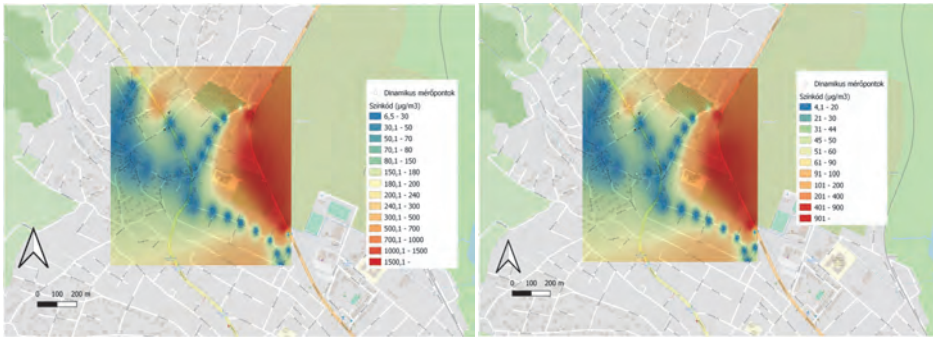 Dinamikus mérőpontok
Színkód (µg/m3)
6,5 - 30
30,1 - 50
50,1 - 70
70,1 - 80
80,1 - 150
150,1 - 180
180,1 - 200
200,1 - 240
240,1 - 300
300,1 - 500
500,1 - 700
700,1 - 1000
1000,1 - 1500
1500,1 -
0 100 200 m
Dinamikus mérőpontok
Színkód (µg/m3)
4,1 - 20
21 - 30
31 - 44
45 - 50
51 - 60
61 - 90
91 - 100
101 - 200
201 - 400
401 - 900
901 -
0 100 200 m